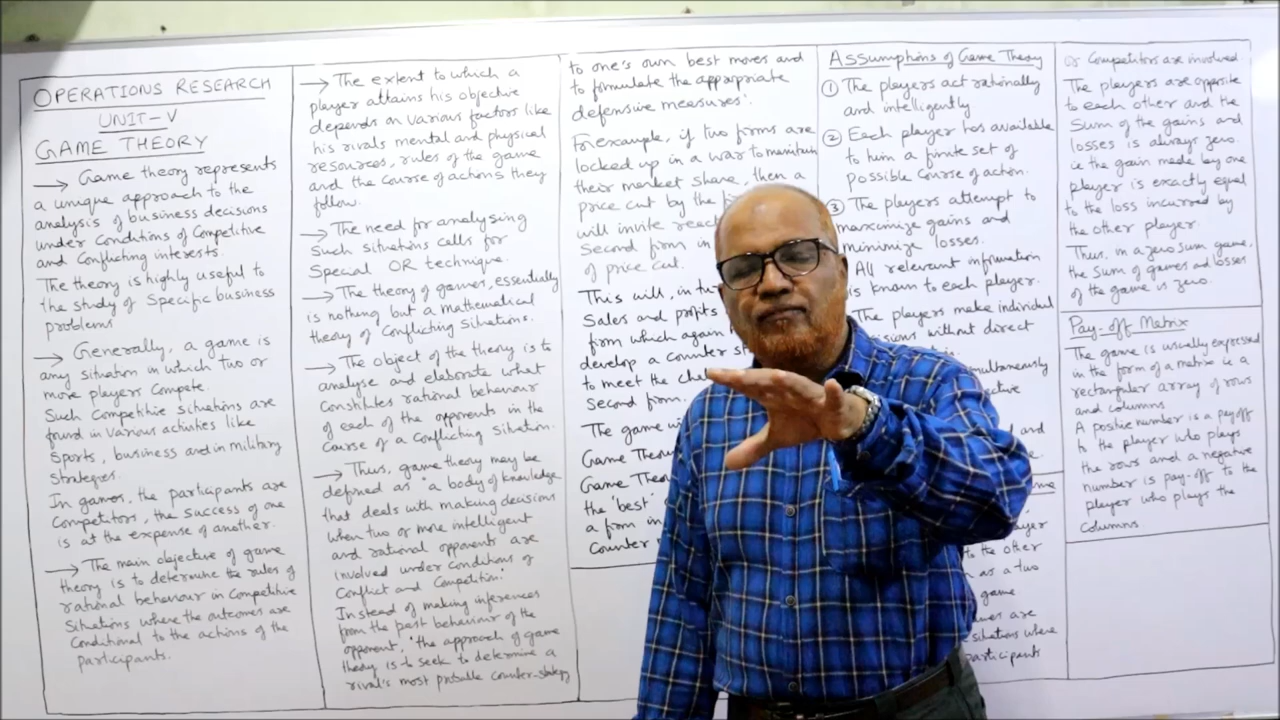 OPERATIONS RESEARCH
UNIT-V
GAME THEORY
→ Game theory represents
a unique approach to the
analysis of business decisions
under Conditions of Competitive
and Conflicting interests.
The theory is highly useful to
the study of Specific business
problems
→ Generally, a game is
any situation in which two or
more players Compete.
Such Competitive situations are
found in various activities like
Sports, business and in military
Strategies.
In games, the participants are
Competitors, the success of one
is at the expense of another.
→ The main objective of game
theory is to determine the rules of
rational behaviour in Competitive
Situations where the outcomes are
Conditional to the actions of the
participants.
→ The extent to which a
player attains his objective
depends on various factors like
his rivals mental and physical
resources, rules of the game
and the Course of actions they
follow.
→ The need for analysing
Such situations calls for
Special OR technique.
→ The theory of games, essentially
is nothing but a mathematical
theory of 'Conflicting Situations.
→ The object of the theory is to
analyse and elaborate what
Constitutes rational behaviour
of each of the opponents in the
Course of a Conflicting Situation.
→ Thus, game theory may be
defined as "a body of knowledge
that deals with making decisions
when two or more intelligent
and rational opponents are
involved under conditions of
Conflict and Competition."
Instead of making inferences
from the past behaviour of the
opponent, "the approach of game
theory is to seek to determine a
rival's most probable counter-strategy
to one's own best moves and
to formulate the appropriate
defensive measures".
For example, if two firms are
locked up in a war to maintain
their market share, then a
price cut by the
will invite
Second firm in
of price cut.
This will, in
Sales and profits
firm which again
develop a counter
to meet the
Second firm.
The game
Game
Game
the 'best'
a firm in
Counter
Assumptions of Game Theory
① The players act rationally
and intelligently
② Each player has available
to him a finite set of
possible Course of action.
③ The players attempt to
maximize gains and
minimize losses.
All relevant information
is known to each player.
The players make individual
without direct
and
to the other
as a two
game
are
situations where
participants
or Competitors are involved
The players are opposite
to each other and the
Sum of the gains and
losses is always zero.
i.e the gain made by one
player is exactly equal
to the loss incurred by
the other player.
Thus, in a zero sum game,
the Sum of games and losses
of the game is zero.
Pay-off Matrix
The game is usually expressed
in the form of a matrix i.e a
rectangular array of rows
and columns
A positive number is a payoff
to the player who plays
the rows and a negative
number is pay-off to the
player who plays the
Columns